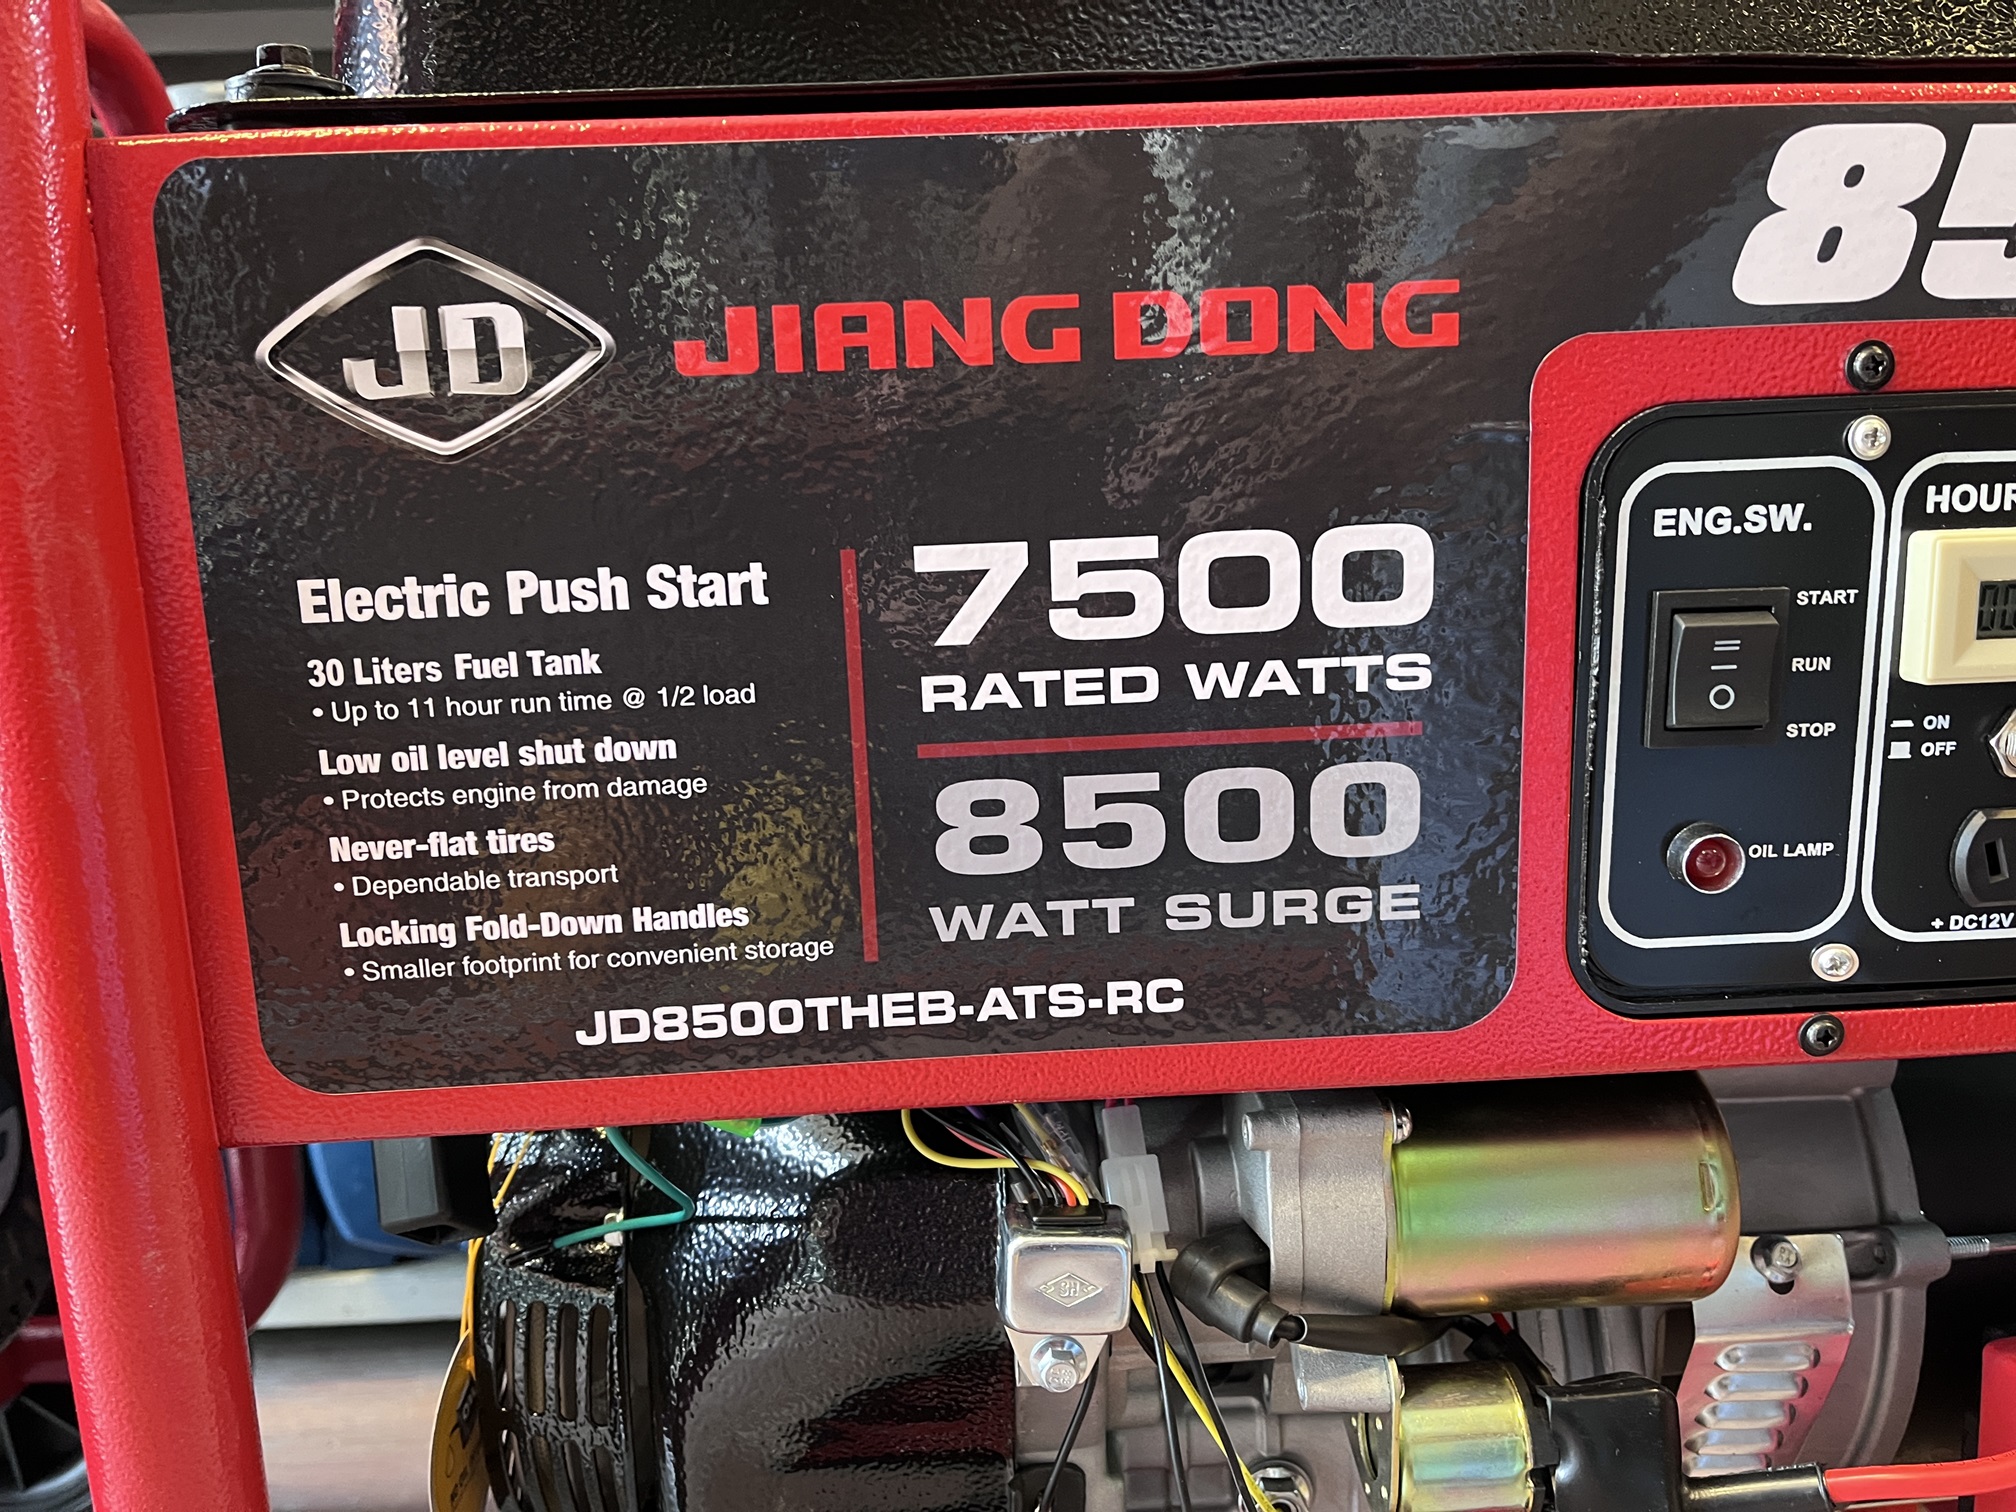 JD
JIANG DONG
Electric Push Start
30 Liters Fuel Tank
• Up to 11 hour run time @ 1/2 load
Low oil level shut down
• Protects engine from damage
Never-flat tires
• Dependable transport
Locking Fold-Down Handles
• Smaller footprint for convenient storage
7500
RATED WATTS
8500
WATT SURGE
JD8500THEB-ATS-RC
85
ENG.SW.
START
RUN
STOP
OIL LAMP
HOUR
ON
OFF
+ DC12V